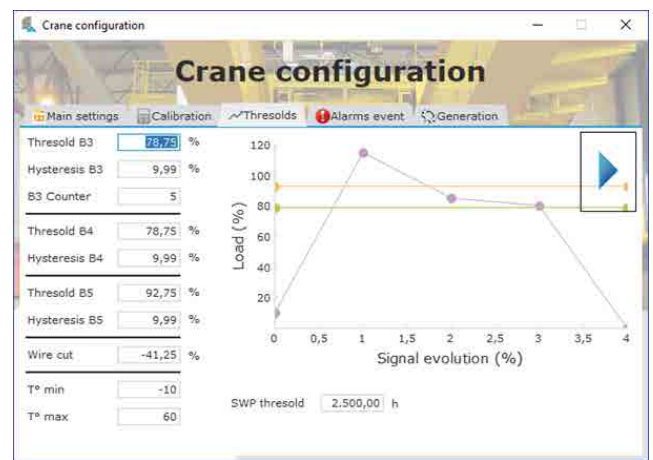 Crane configuration
Crane configuration
Main settings Calibration Thresolds Alarms event Generation
Thresold B3 78,75 %
Hysteresis B3 9,99 %
B3 Counter 5
Thresold B4 78,75 %
Hysteresis B4 9,99 %
Thresold B5 92,75 %
Hysteresis B5 9,99 %
Wire cut -41,25 %
T° min -10
T° max 60
Load (%)
120
100
80
60
40
20
0 0,5 1 1,5 2 2,5 3 3,5 4
Signal evolution (%)
SWP thresold 2.500,00 h